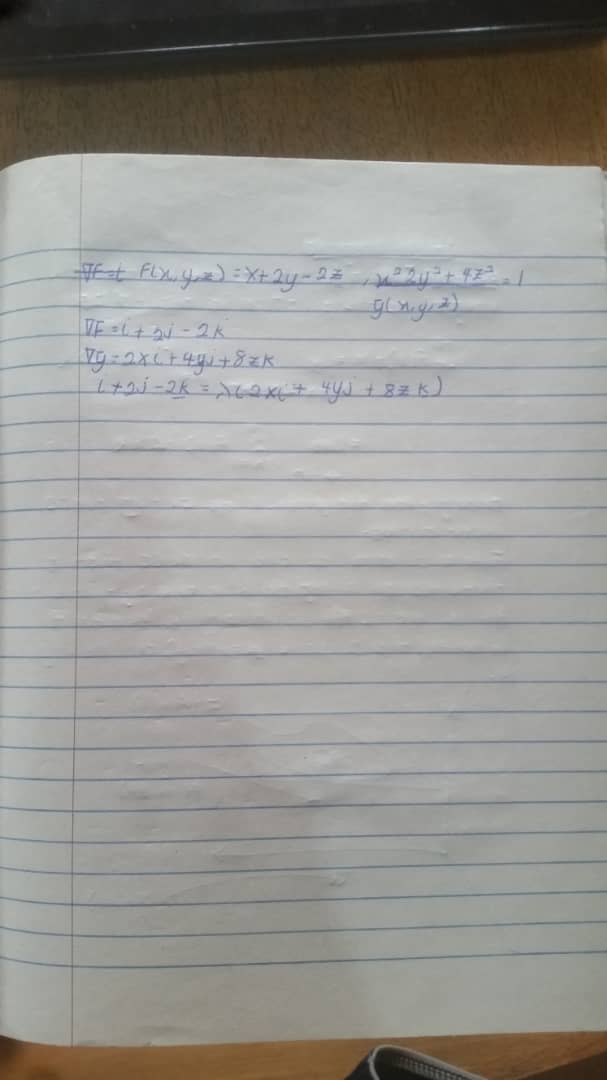 F(x,y,z) = x + 2y - 2z , x² 2y² + 4z² = 1
g(x,y,z)
∇F = i + 2j - 2k
∇g = 2xi + 4yj + 8zk
i + 2j - 2k = λ(2xi + 4yj + 8zk)